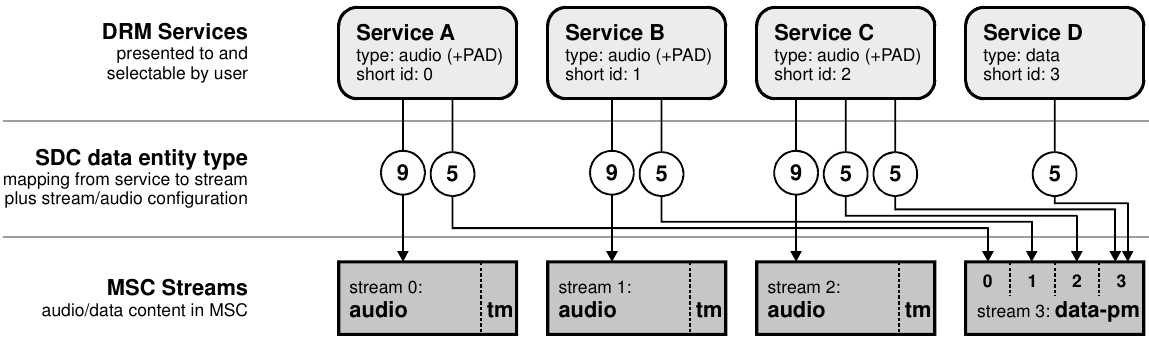 DRM Services
presented to and
selectable by user
Service A
type: audio (+PAD)
short id: 0
Service B
type: audio (+PAD)
short id: 1
Service C
type: audio (+PAD)
short id: 2
Service D
type: data
short id: 3
SDC data entity type
mapping from service to stream
plus stream/audio configuration
9 5 9 5 9 5 5 5
MSC Streams
audio/data content in MSC
stream 0:
audio tm
stream 1:
audio tm
stream 2:
audio tm
0 1 2 3
stream 3: data-pm